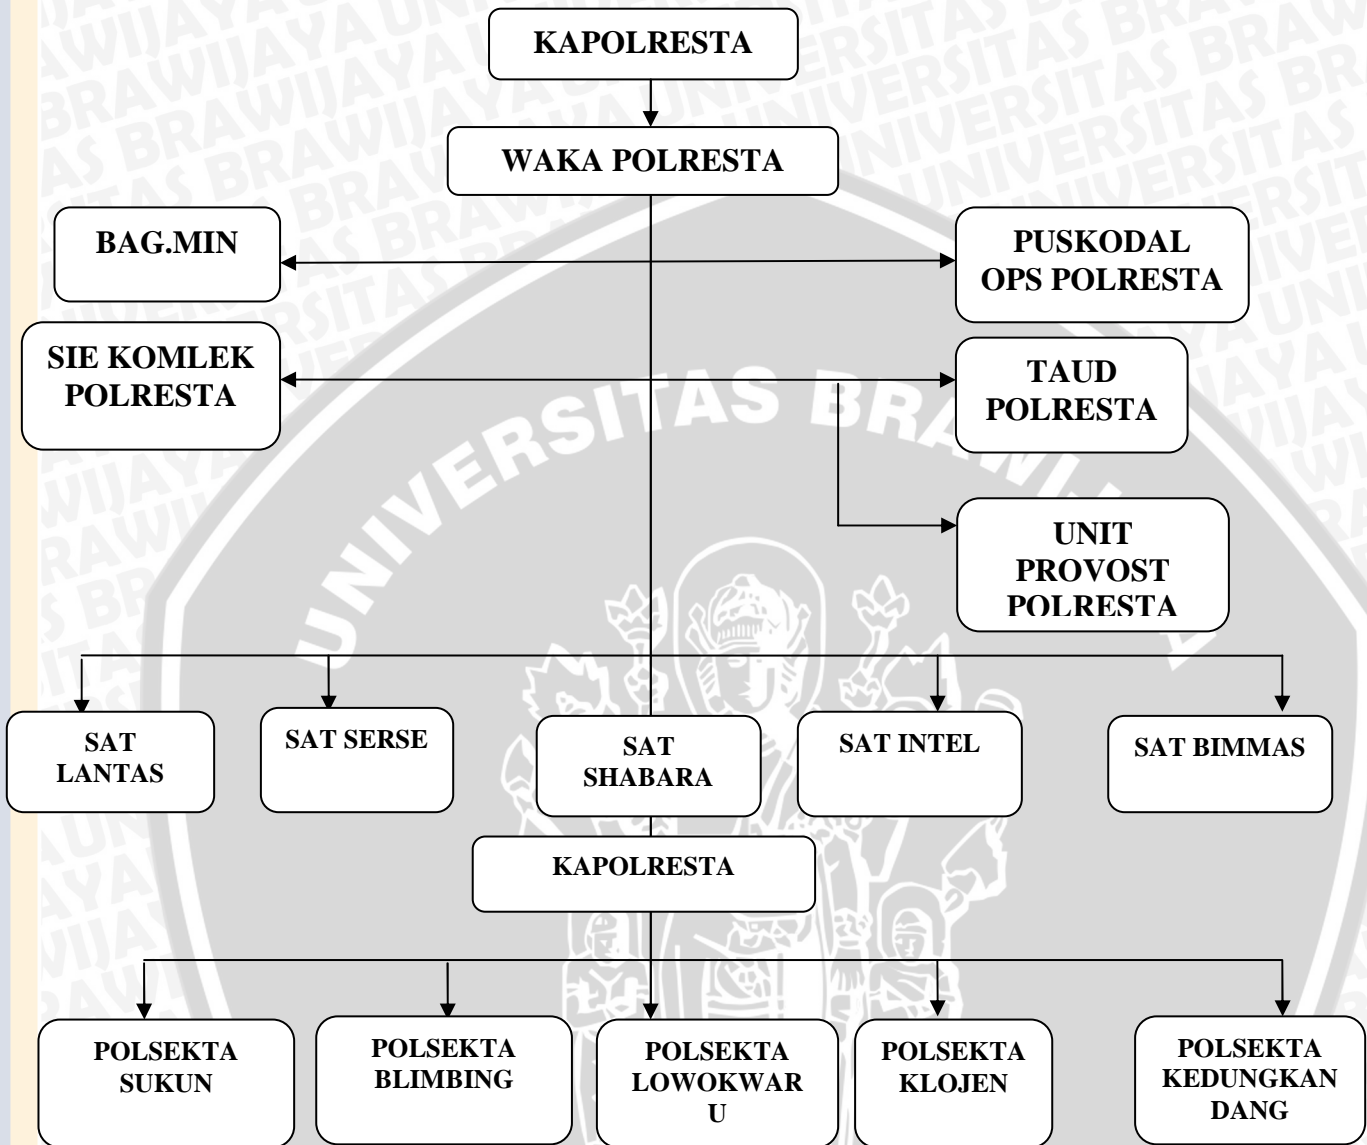 KAPOLRESTA
WAKA POLRESTA
BAG.MIN
PUSKODAL
OPS POLRESTA
SIE KOMLEK
POLRESTA
TAUD
POLRESTA
UNIT
PROVOST
POLRESTA
SAT
LANTAS
SAT SERSE
SAT
SHABARA
SAT INTEL
SAT BIMMAS
KAPOLRESTA
POLSEKTA
SUKUN
POLSEKTA
BLIMBING
POLSEKTA
LOWOKWAR
U
POLSEKTA
KLOJEN
POLSEKTA
KEDUNGKAN
DANG